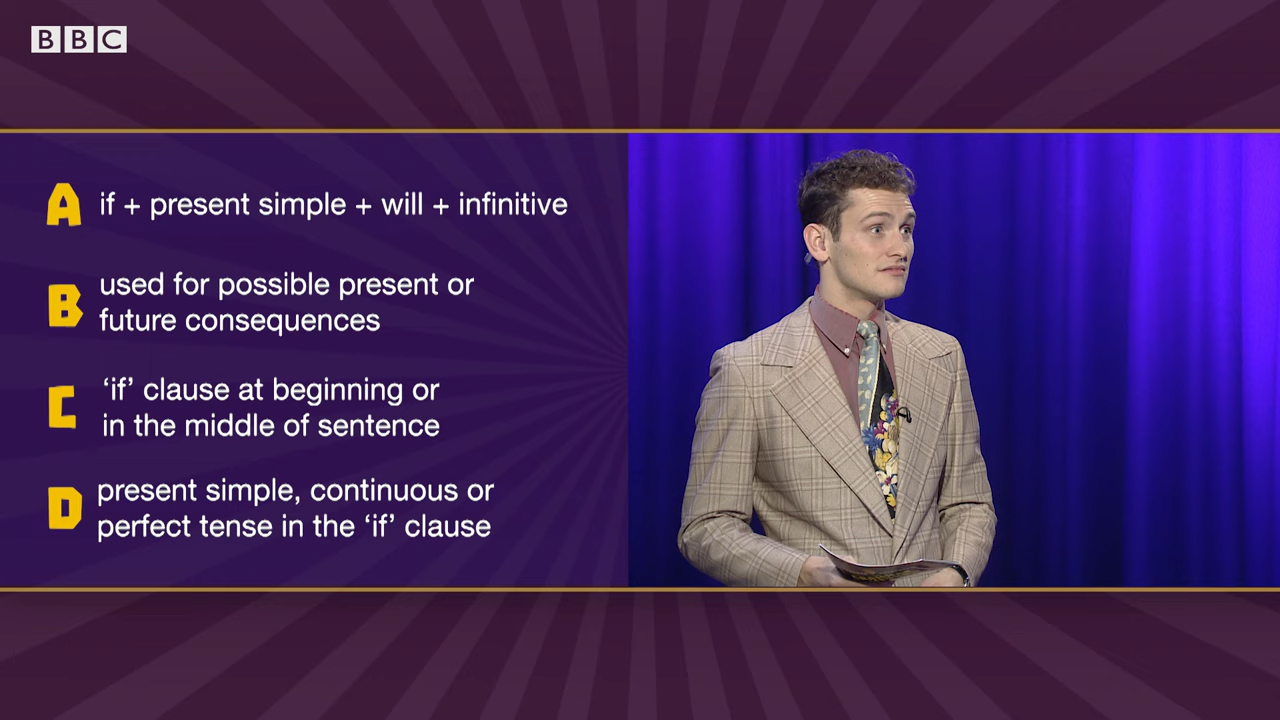 BBC
A if + present simple + will + infinitive
B used for possible present or
future consequences
C ‘if’ clause at beginning or
in the middle of sentence
D present simple, continuous or
perfect tense in the ‘if’ clause